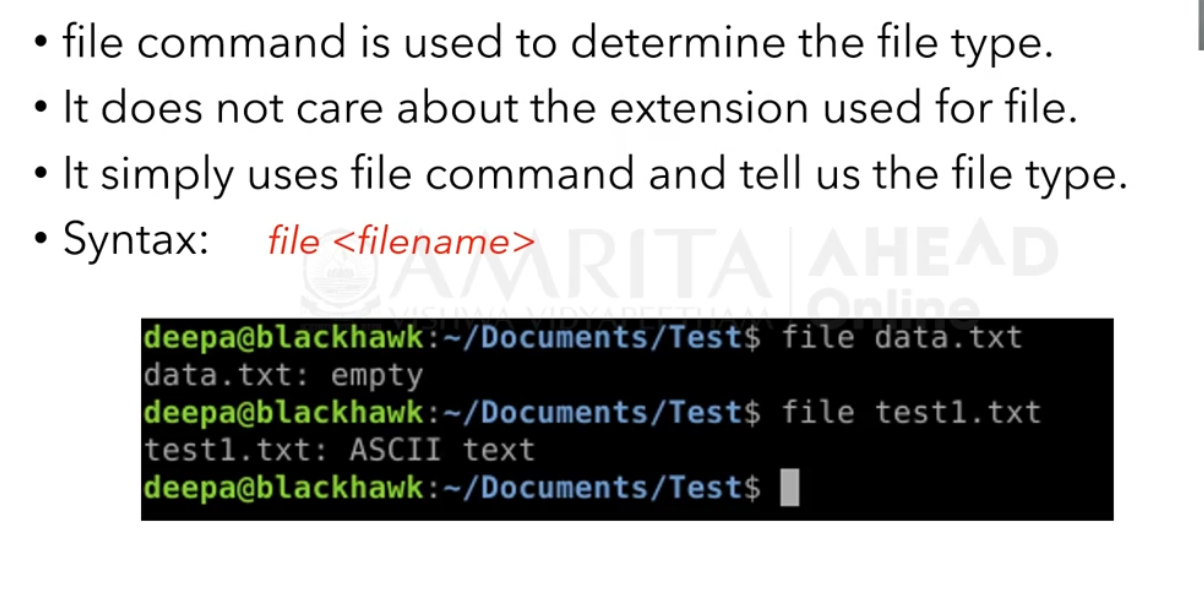 • file command is used to determine the file type.
• It does not care about the extension used for file.
• It simply uses file command and tell us the file type.
• Syntax: file <filename>
AMRITA AHEAD
VISHWA VIDYAPEETHAM Online
deepa@blackhawk:~/Documents/Test$ file data.txt
data.txt: empty
deepa@blackhawk:~/Documents/Test$ file test1.txt
test1.txt: ASCII text
deepa@blackhawk:~/Documents/Test$